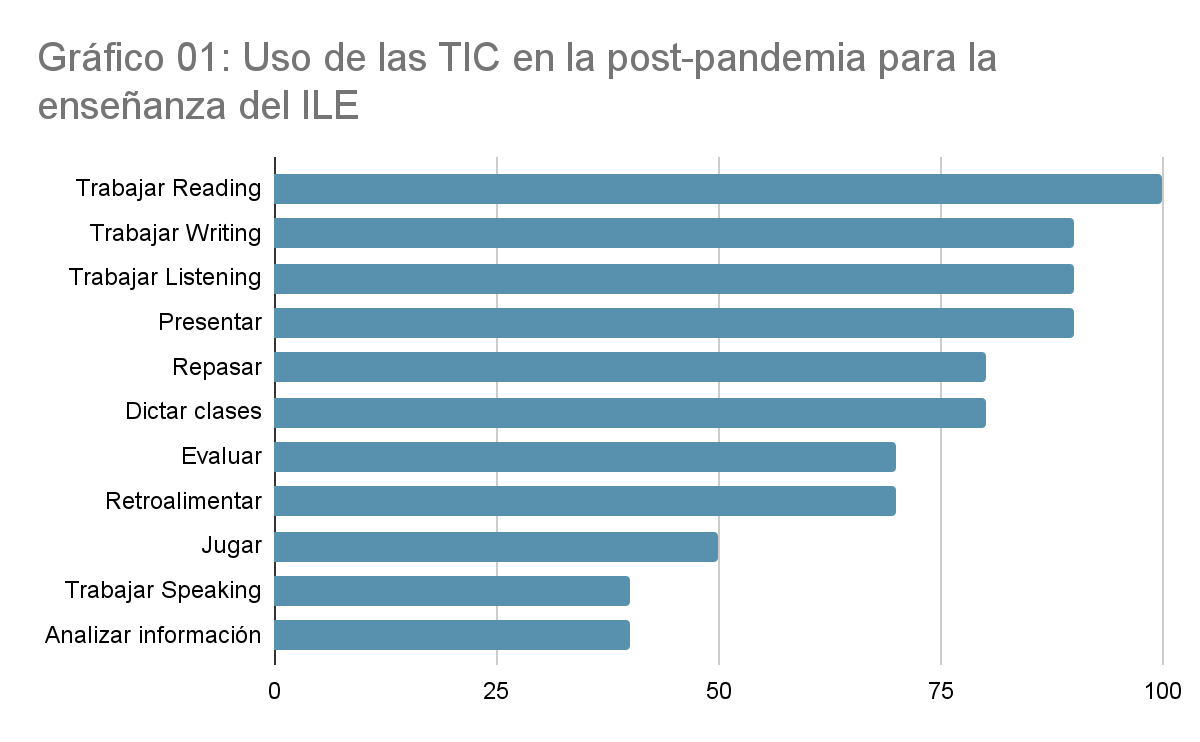 Gráfico 01: Uso de las TIC en la post-pandemia para la
enseñanza del ILE
Trabajar Reading
Trabajar Writing
Trabajar Listening
Presentar
Repasar
Dictar clases
Evaluar
Retroalimentar
Jugar
Trabajar Speaking
Analizar información
0 25 50 75 100